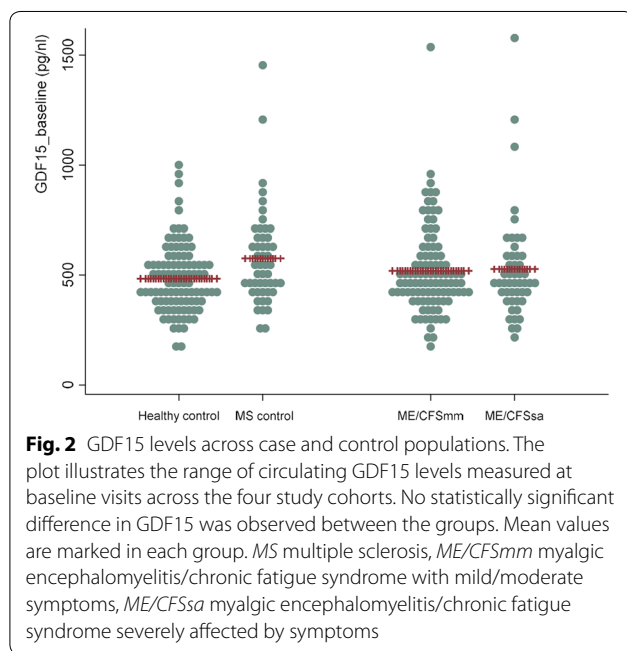 GDF15_baseline (pg/nl)
1500
1000
500
0
Healthy control MS control ME/CFSmm ME/CFSsa
Fig. 2 GDF15 levels across case and control populations. The
plot illustrates the range of circulating GDF15 levels measured at
baseline visits across the four study cohorts. No statistically significant
difference in GDF15 was observed between the groups. Mean values
are marked in each group. MS multiple sclerosis, ME/CFSmm myalgic
encephalomyelitis/chronic fatigue syndrome with mild/moderate
symptoms, ME/CFSsa myalgic encephalomyelitis/chronic fatigue
syndrome severely affected by symptoms